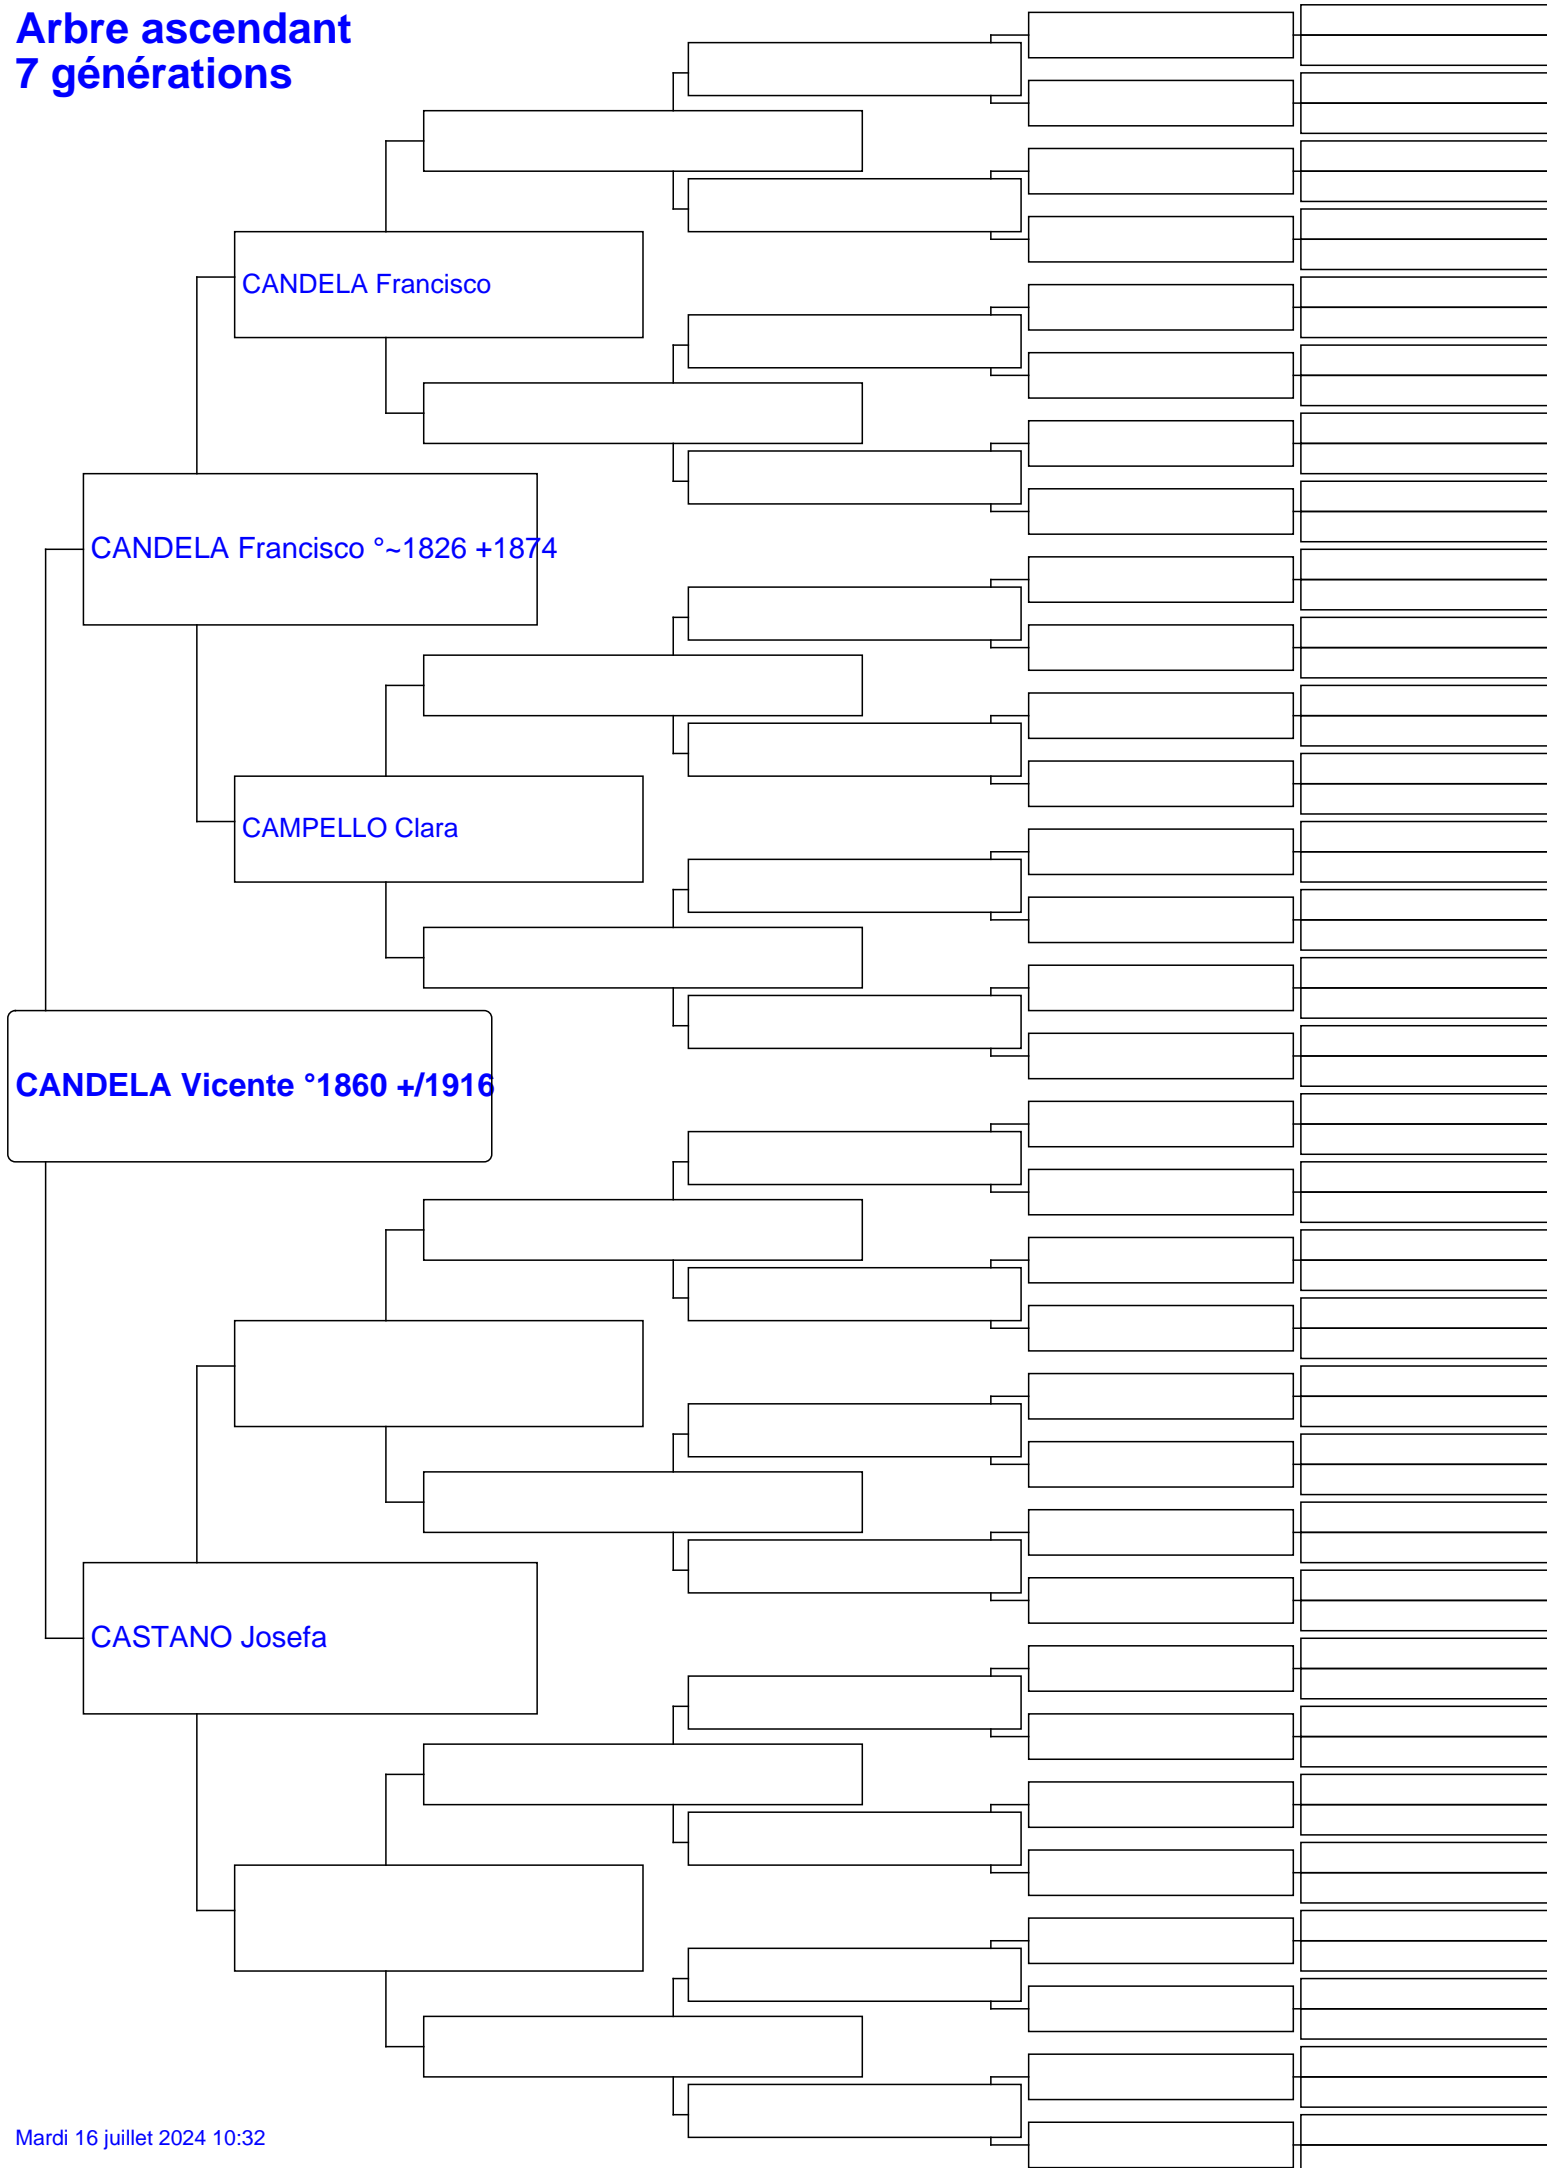 Arbre ascendant
7 générations
CANDELA Francisco
CANDELA Francisco °~1826 +1874
CAMPELLO Clara
CANDELA Vicente °1860 +/1916
CASTANO Josefa
Mardi 16 juillet 2024 10:32